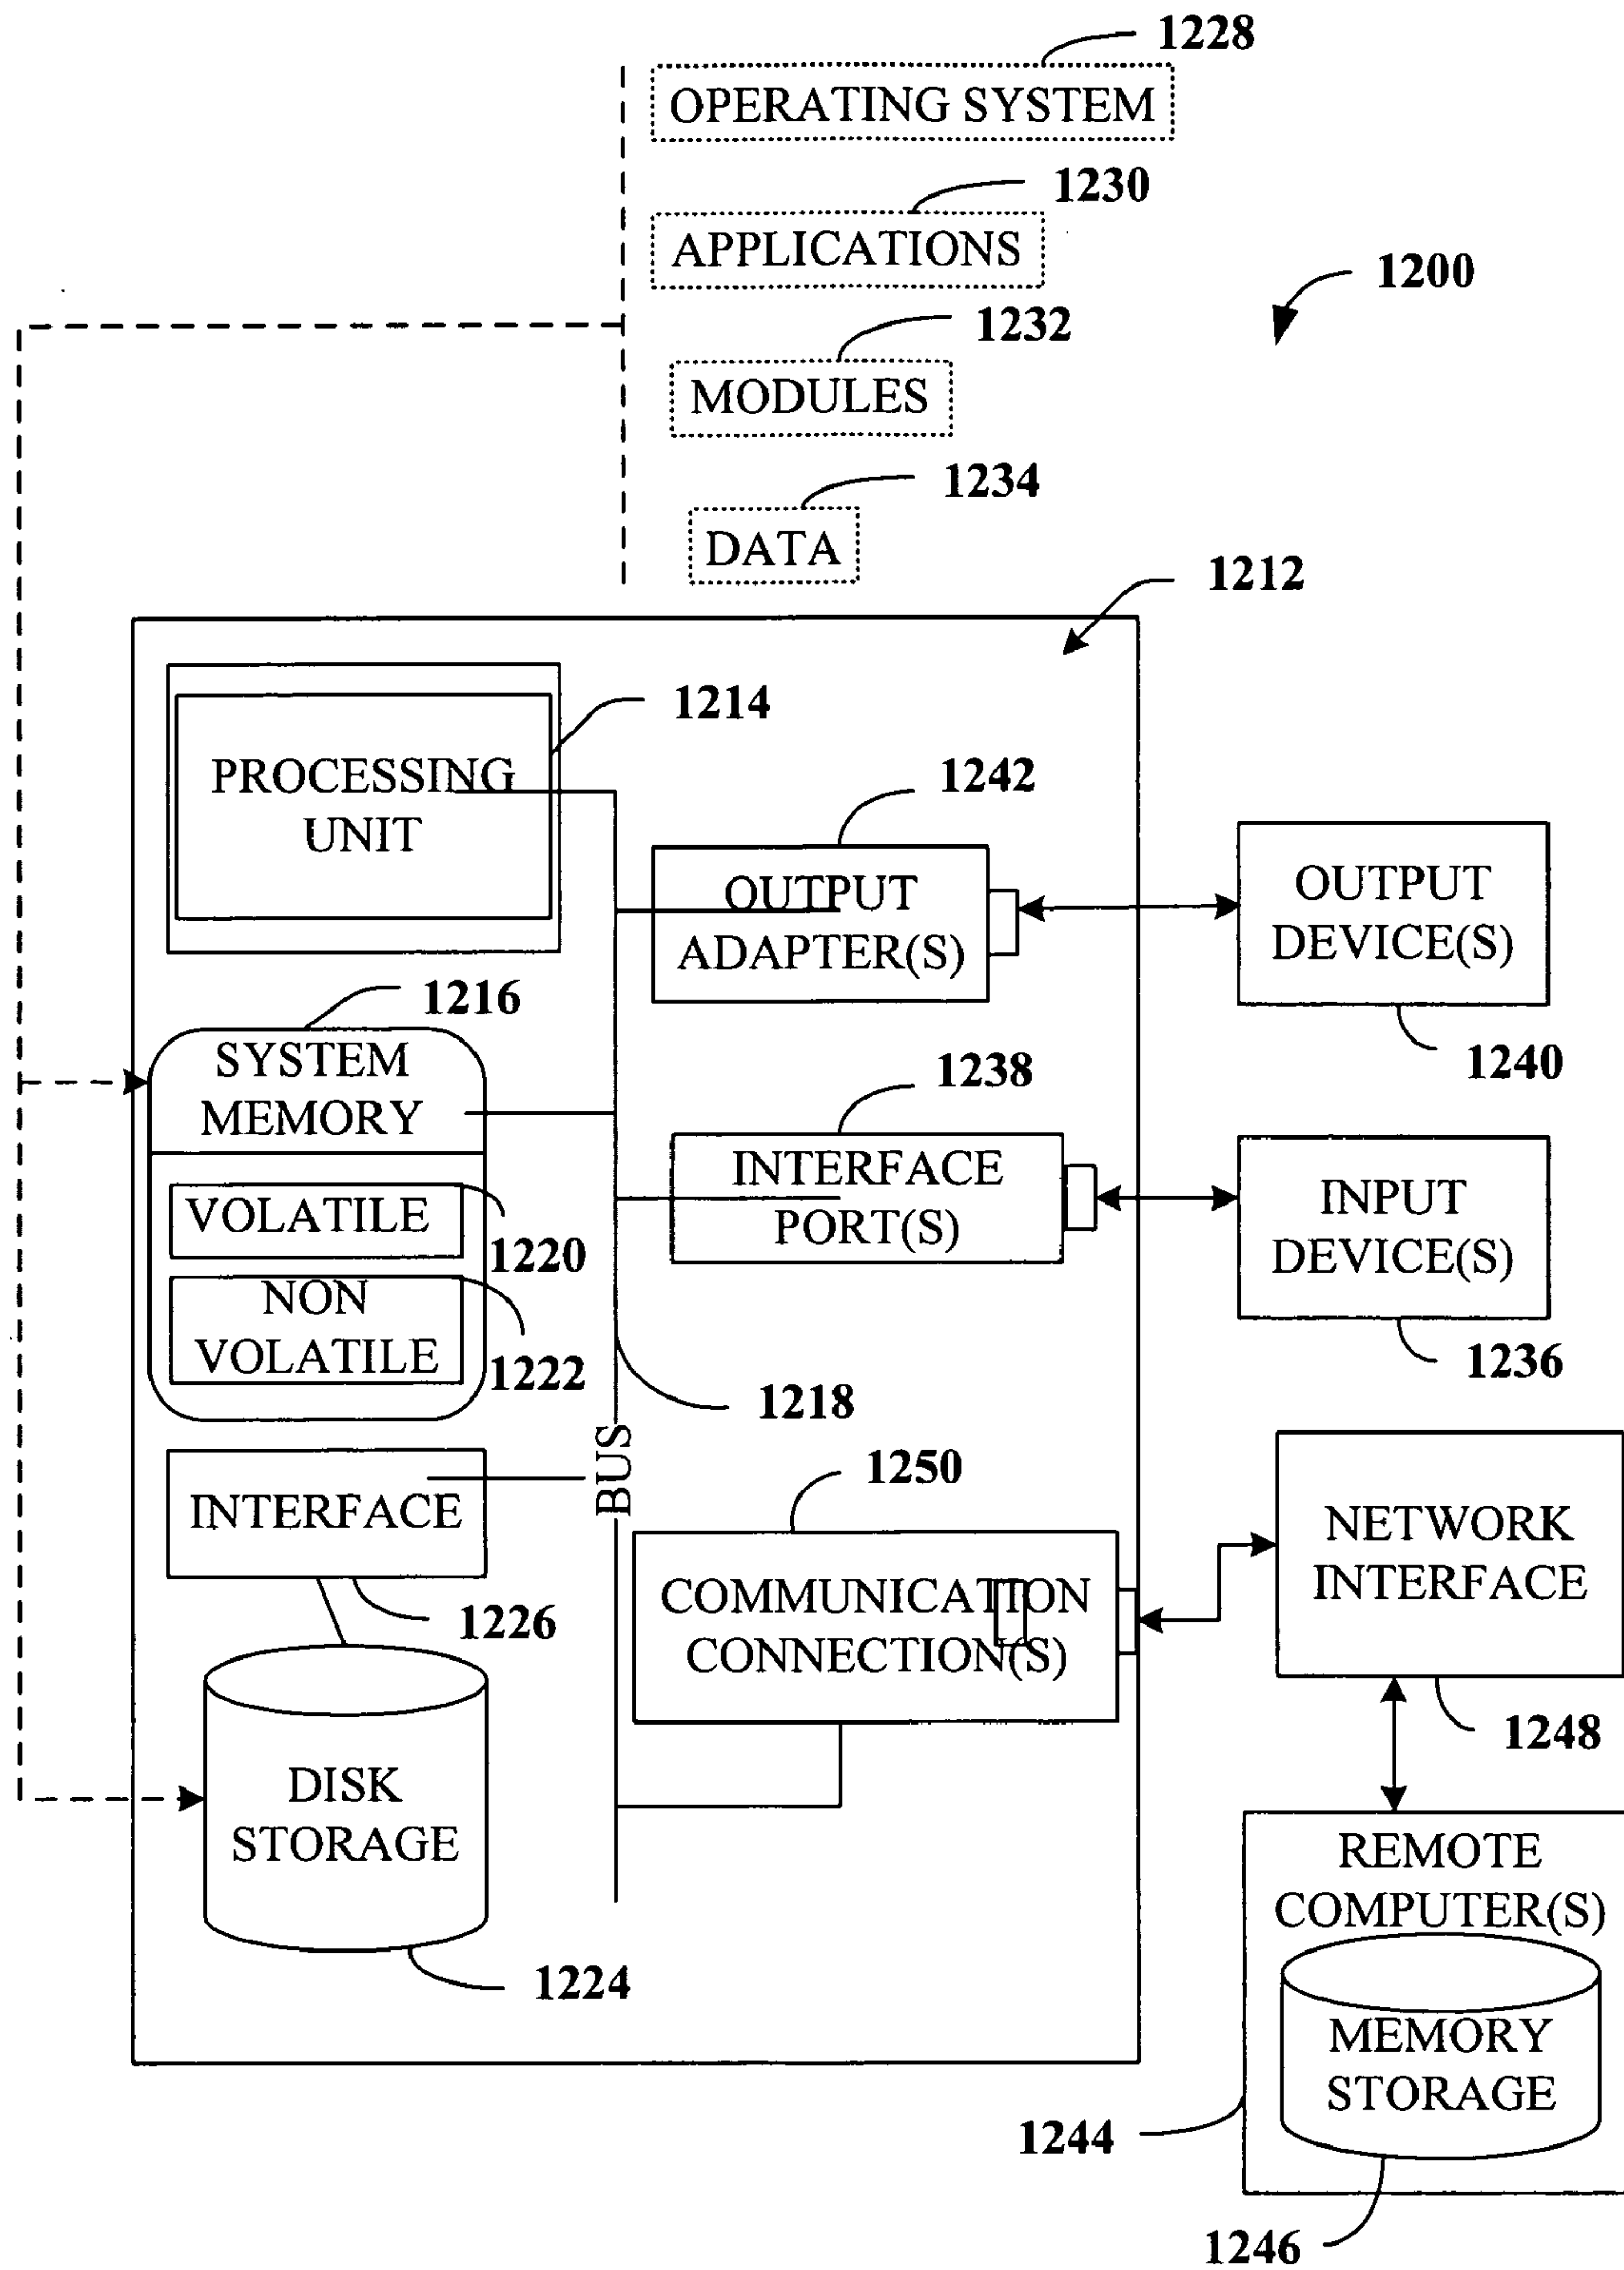 1228
OPERATING SYSTEM
1230
APPLICATIONS
1200
1232
MODULES
1234
DATA
1212
1214
PROCESSING
UNIT
1242
OUTPUT
ADAPTER(S)
OUTPUT
DEVICE(S)
1240
1216
SYSTEM
MEMORY
1238
INTERFACE
PORT(S)
INPUT
DEVICE(S)
1236
VOLATILE
1220
NON
VOLATILE
1222
1218
BUS
1250
INTERFACE
1226
COMMUNICATION
CONNECTION(S)
NETWORK
INTERFACE
1248
DISK
STORAGE
1224
REMOTE
COMPUTER(S)
MEMORY
STORAGE
1244
1246